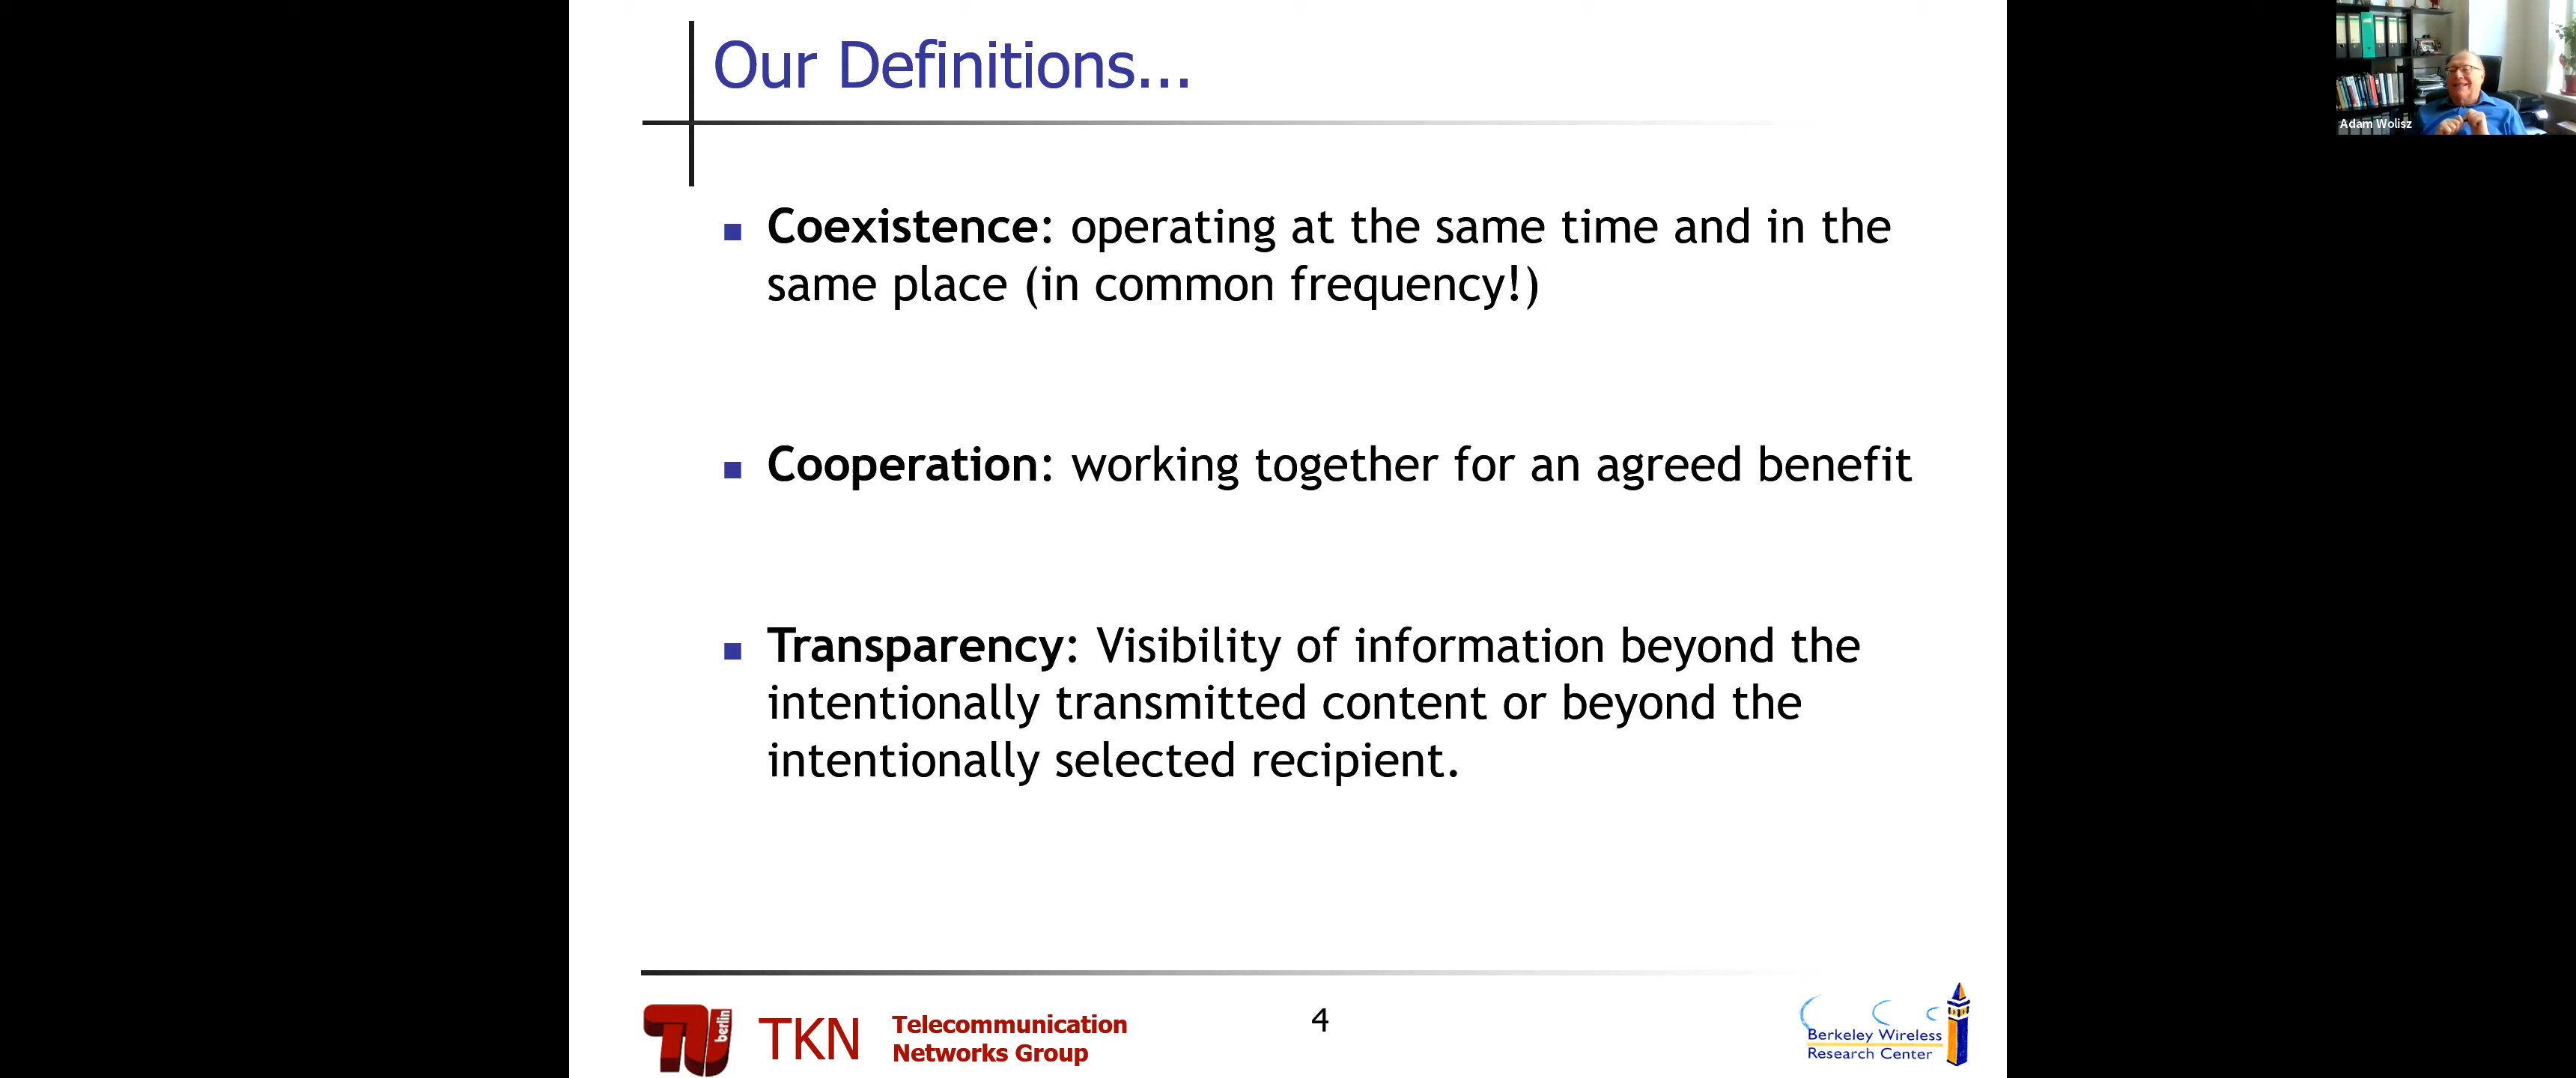 Our Definitions...
Adam Wolisz
Coexistence: operating at the same time and in the
same place (in common frequency!)
Cooperation: working together for an agreed benefit
Transparency: Visibility of information beyond the
intentionally transmitted content or beyond the
intentionally selected recipient.
TU berlin
TKN
Telecommunication
Networks Group
4
Berkeley Wireless
Research Center